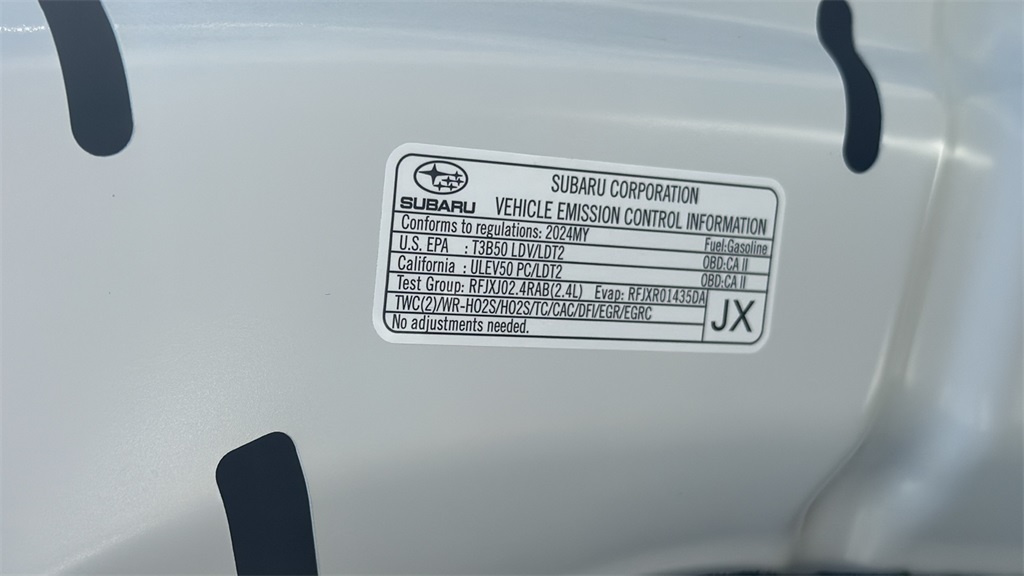 SUBARU
SUBARU CORPORATION
VEHICLE EMISSION CONTROL INFORMATION
Conforms to regulations: 2024MY Fuel:Gasoline
U.S. EPA : T3B50 LDV/LDT2 OBD:CA II
California : ULEV50 PC/LDT2 OBD:CA II
Test Group: RFJXJ02.4RAB(2.4L) Evap: RFJXR01435DA
TWC(2)/WR-HO2S/HO2S/TC/CAC/DFI/EGR/EGRC
No adjustments needed.
JX